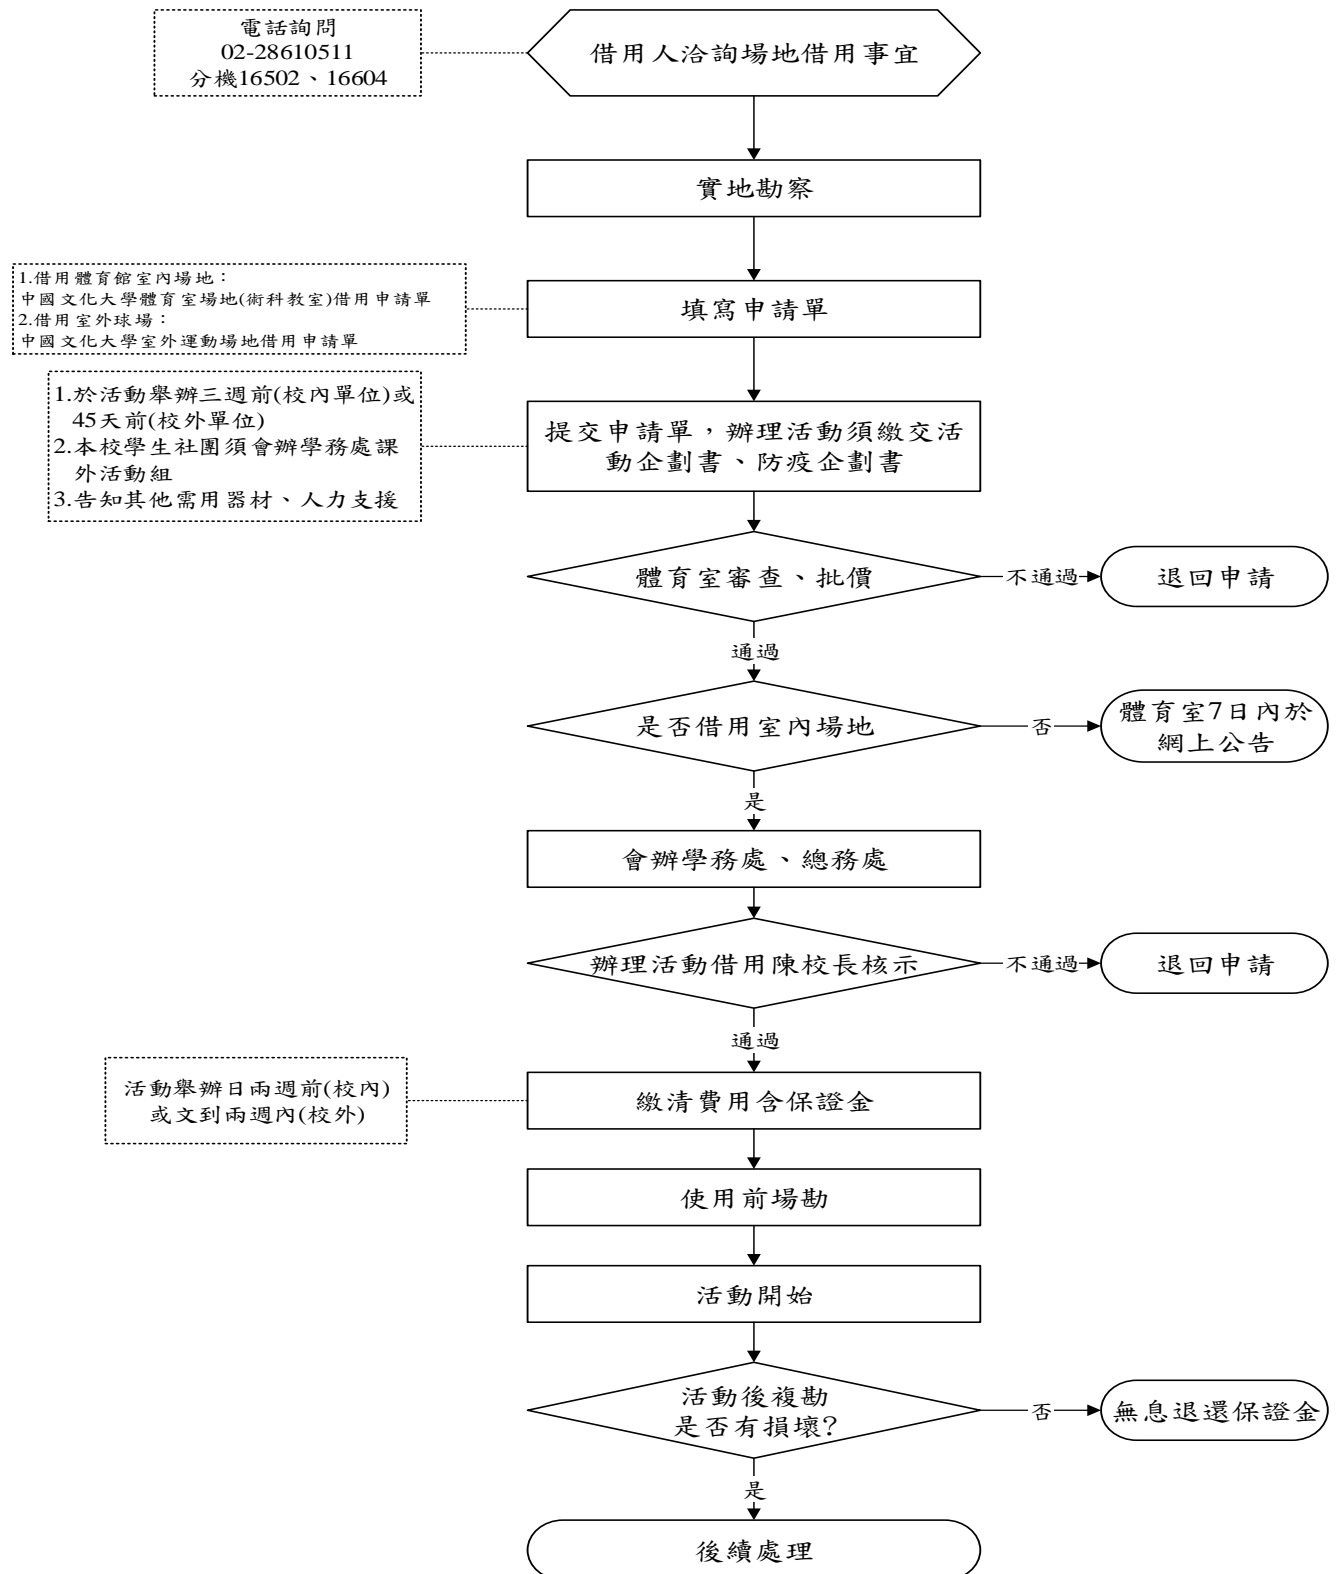 電話詢問
02-28610511
分機16502、16604
借用人洽詢場地借用事宜
實地勘察
1.借用體育館室內場地：
中國文化大學體育室場地(術科教室)借用申請單
2.借用室外球場：
中國文化大學室外運動場地借用申請單
填寫申請單
1.於活動舉辦三週前(校內單位)或
45天前(校外單位)
2.本校學生社團須會辦學務處課
外活動組
3.告知其他需用器材、人力支援
提交申請單，辦理活動須繳交活
動企劃書、防疫企劃書
體育室審查、批價
不通過
退回申請
通過
是否借用室內場地
否
體育室7日內於
網上公告
是
會辦學務處、總務處
辦理活動借用陳校長核示
不通過
退回申請
通過
活動舉辦日兩週前(校內)
或文到兩週內(校外)
繳清費用含保證金
使用前場勘
活動開始
活動後複勘
是否有損壞?
否
無息退還保證金
是
後續處理